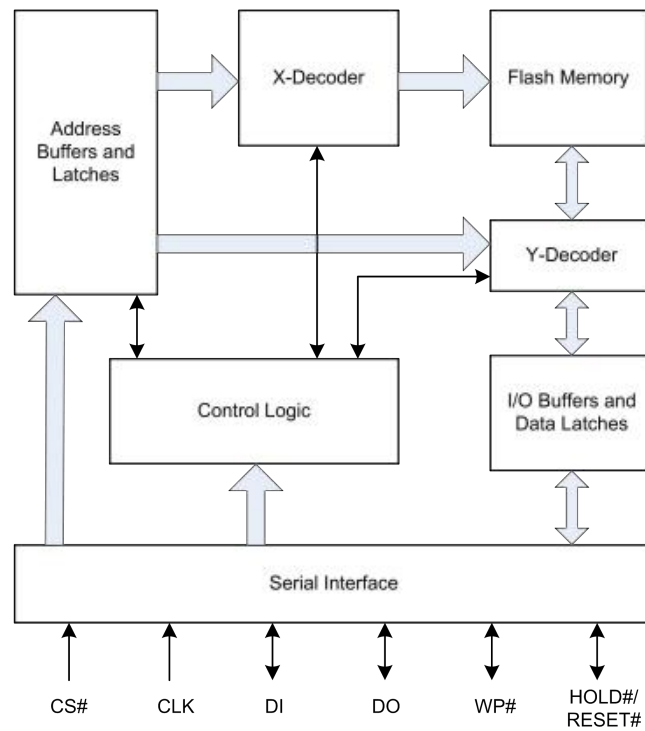 X-Decoder
Flash Memory
Address
Buffers and
Latches
Y-Decoder
Control Logic
I/O Buffers and
Data Latches
Serial Interface
CS#
CLK
DI
DO
WP#
HOLD#/
RESET#